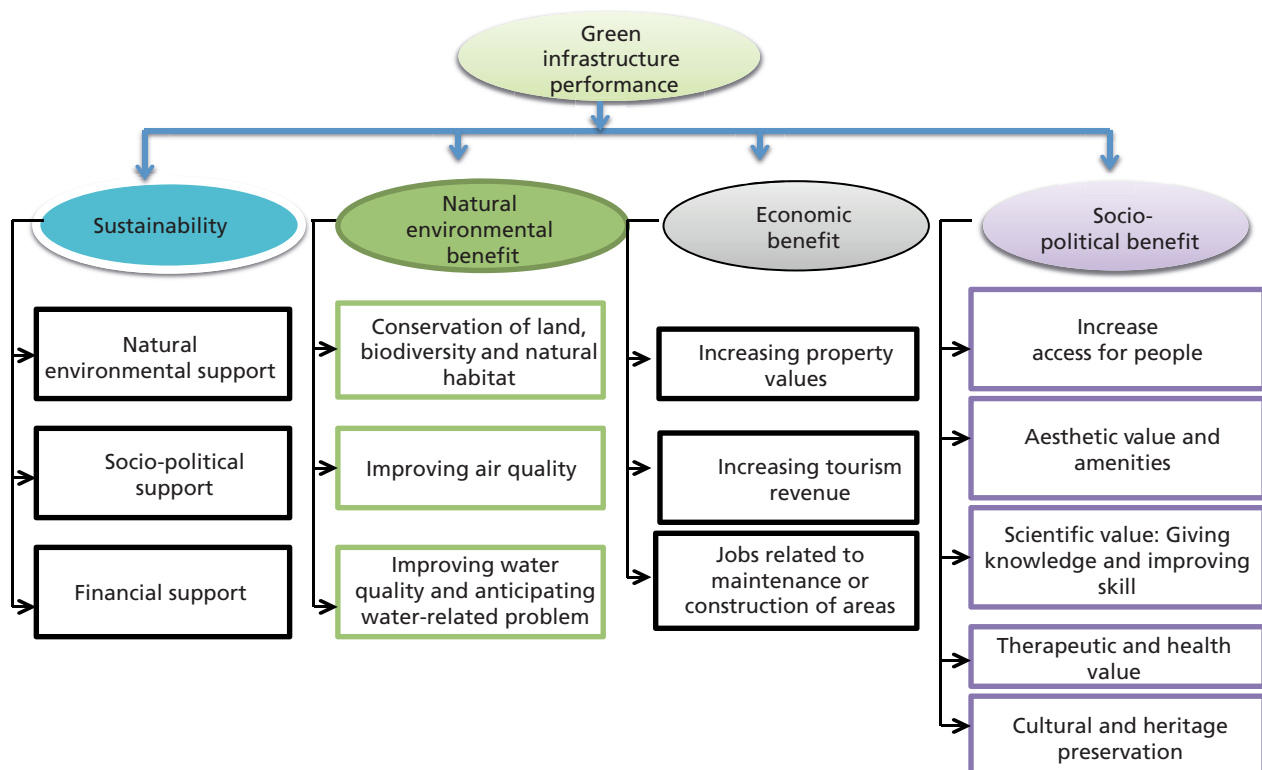 Green
infrastructure
performance
Sustainability
Natural
environmental
benefit
Economic
benefit
Socio-
political benefit
Natural
environmental support
Socio-political
support
Financial support
Conservation of land,
biodiversity and natural
habitat
Improving air quality
Improving water
quality and anticipating
water-related problem
Increasing property
values
Increasing tourism
revenue
Jobs related to
maintenance or
construction of areas
Increase
access for people
Aesthetic value and
amenities
Scientific value: Giving
knowledge and improving
skill
Therapeutic and health
value
Cultural and heritage
preservation